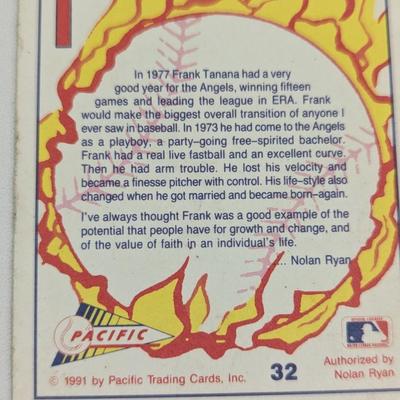 In 1977 Frank Tanana had a very
good year for the Angels, winning fifteen
games and leading the league in ERA. Frank
would make the biggest overall transition of anyone I
ever saw in baseball. In 1973 he had come to the Angels
as a playboy, a party-going free-spirited bachelor.
Frank had a real live fastball and an excellent curve.
Then he had arm trouble. He lost his velocity and
became a finesse pitcher with control. His life-style also
changed when he got married and became born-again.
I've always thought Frank was a good example of the
potential that people have for growth and change, and
of the value of faith in an individual's life.
.... Nolan Ryan
PACIFIC
© 1991 by Pacific Trading Cards, Inc.
32
Authorized by
Nolan Ryan